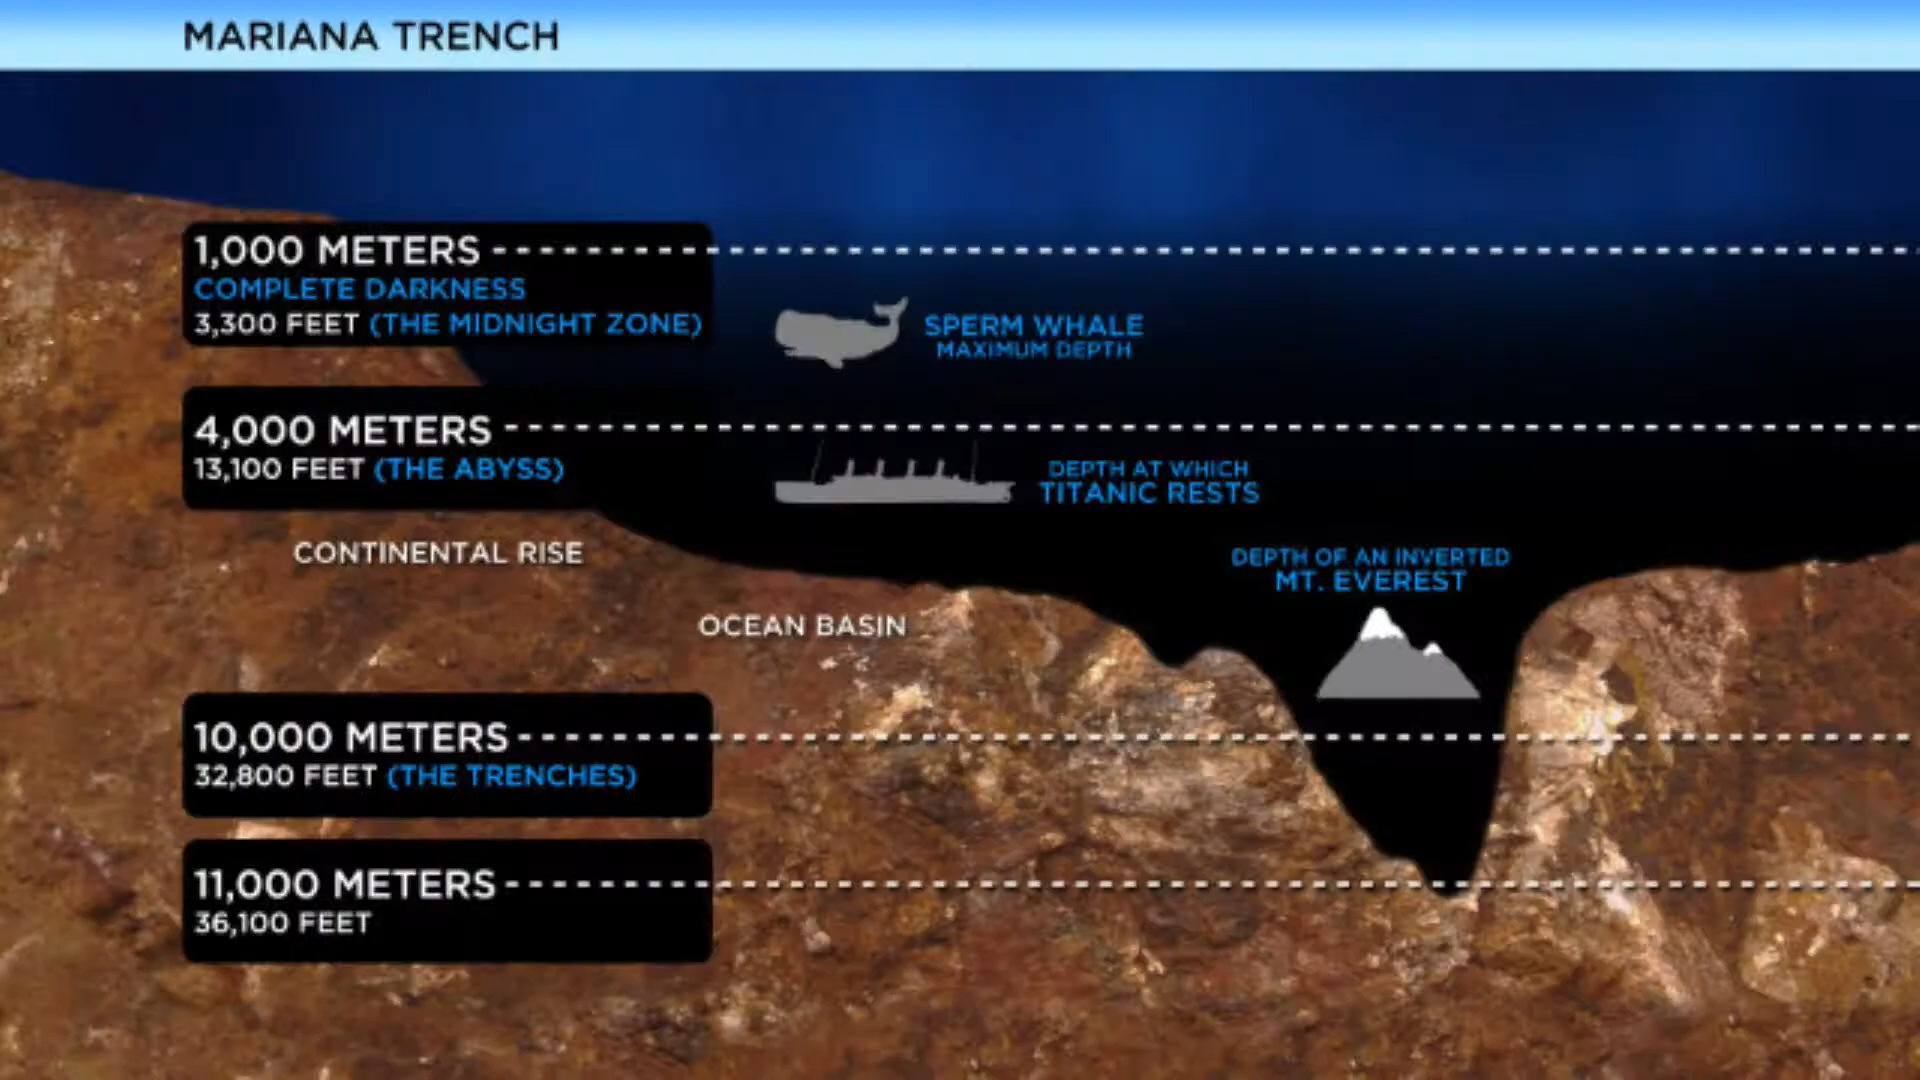 MARIANA TRENCH
1,000 METERS
COMPLETE DARKNESS
3,300 FEET (THE MIDNIGHT ZONE)
SPERM WHALE
MAXIMUM DEPTH
4,000 METERS
13,100 FEET (THE ABYSS)
DEPTH AT WHICH
TITANIC RESTS
CONTINENTAL RISE
DEPTH OF AN INVERTED
MT. EVEREST
OCEAN BASIN
10,000 METERS
32,800 FEET (THE TRENCHES)
11,000 METERS
36,100 FEET